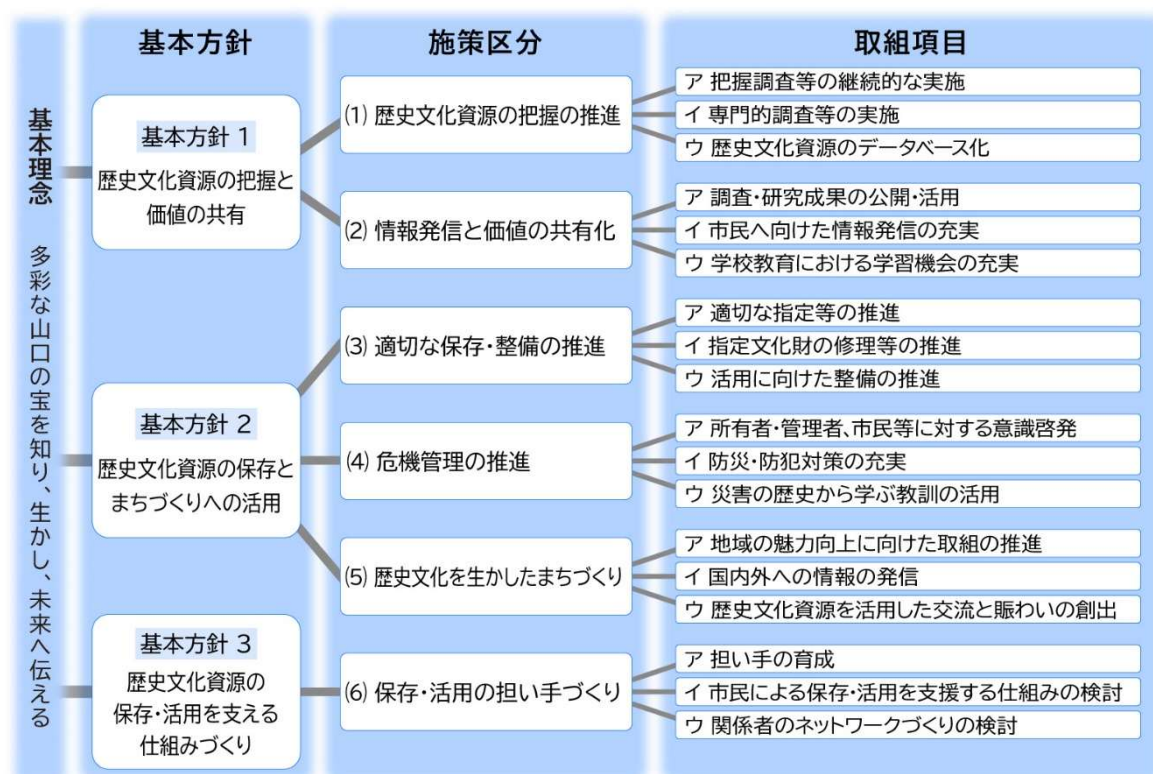 基本方針
施策区分
取組項目
基本理念 多彩な山口の宝を知り、生かし、未来へ伝える
基本方針 1
歴史文化資源の把握と
価値の共有
(1) 歴史文化資源の把握の推進
ア 把握調査等の継続的な実施
イ 専門的調査等の実施
ウ 歴史文化資源のデータベース化
(2) 情報発信と価値の共有化
ア 調査・研究成果の公開・活用
イ 市民へ向けた情報発信の充実
ウ 学校教育における学習機会の充実
基本方針 2
歴史文化資源の保存と
まちづくりへの活用
(3) 適切な保存・整備の推進
ア 適切な指定等の推進
イ 指定文化財の修理等の推進
ウ 活用に向けた整備の推進
(4) 危機管理の推進
ア 所有者・管理者、市民等に対する意識啓発
イ 防災・防犯対策の充実
ウ 災害の歴史から学ぶ教訓の活用
(5) 歴史文化を生かしたまちづくり
ア 地域の魅力向上に向けた取組の推進
イ 国内外への情報の発信
ウ 歴史文化資源を活用した交流と賑わいの創出
基本方針 3
歴史文化資源の
保存・活用を支える
仕組みづくり
(6) 保存・活用の担い手づくり
ア 担い手の育成
イ 市民による保存・活用を支援する仕組みの検討
ウ 関係者のネットワークづくりの検討